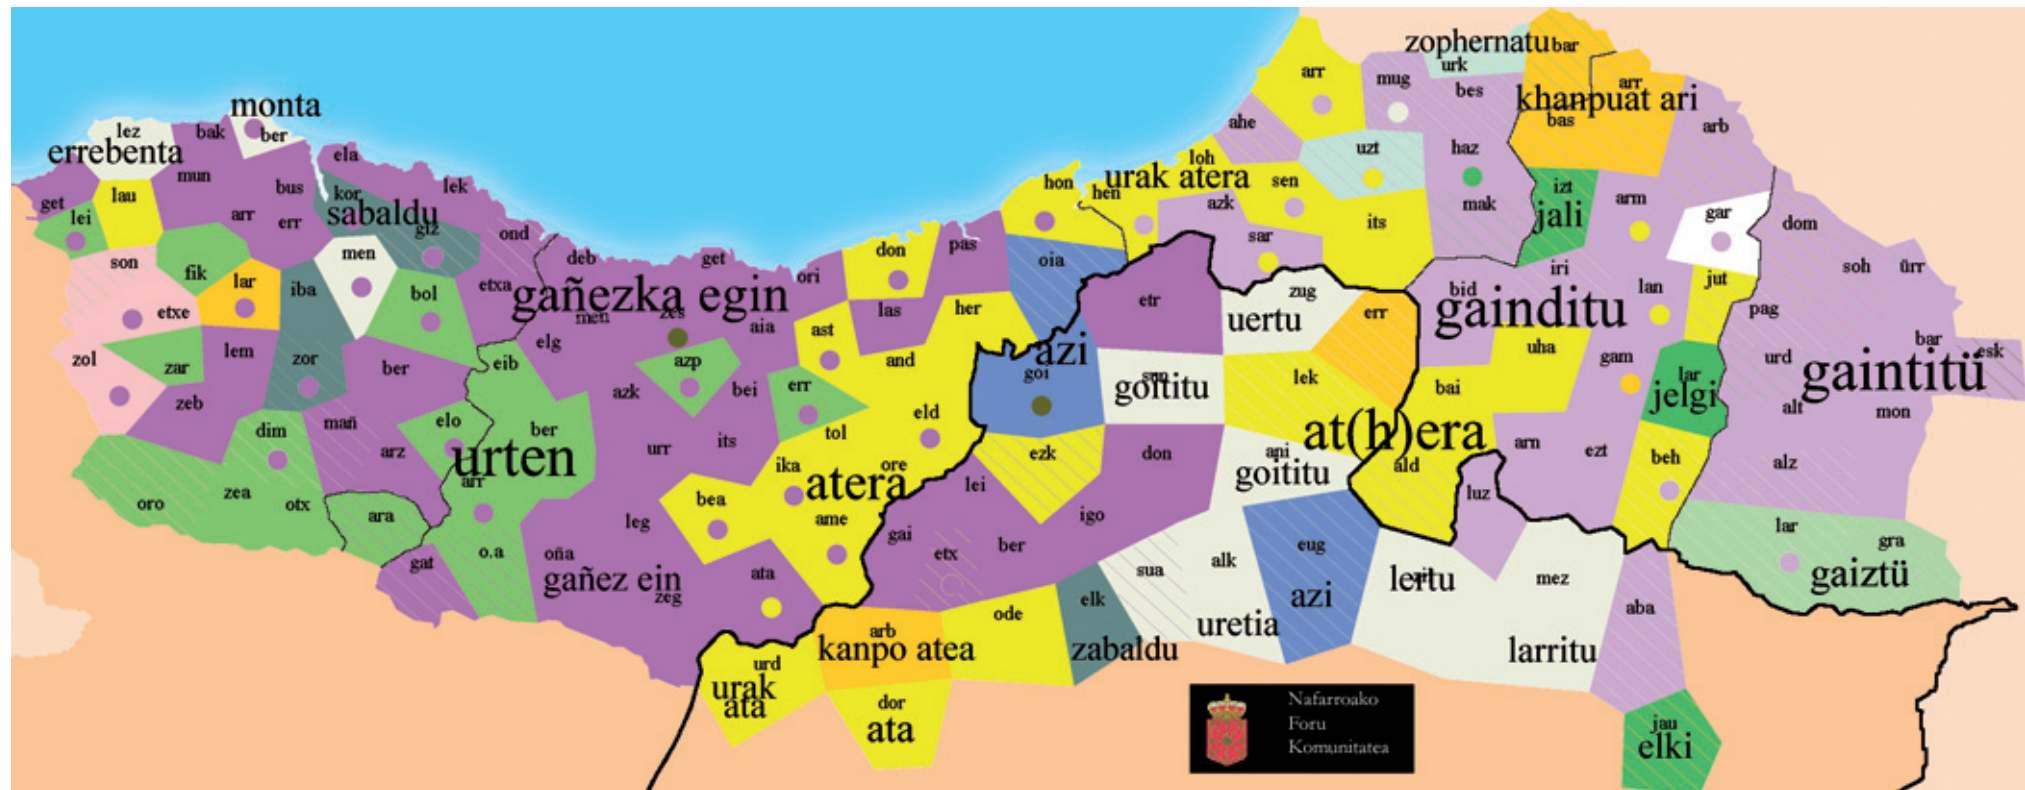 zophernatu
bar
urk
arr
mug
arr
bes
khanpuat ari
monta
lez
bak
ber
ahe
bas
arb
errebenta
ela
loh
uzt
haz
mun
urak atera
sen
lek
hon
hen
izt
get
lau
bus
kor
azk
mak
jali
arm
gar
lei
arr
err
sabaldu
giz
its
dom
ond
sar
pas
son
men
deb
get
don
oia
fik
iri
soh
ürr
lar
iba
bol
etxa
gañezka egin
ori
zug
bid
lan
jut
etr
gainditu
etxe
men
zes
las
her
uertu
err
pag
aia
ast
elg
azi
uha
gam
bar
esk
zol
zar
lem
zor
ber
eib
azp
and
goi
goititu
lek
urd
gaintitü
lar
jelgi
zeb
azk
bei
err
bai
alt
mon
dim
mañ
elo
ber
eld
at(h)era
tol
arz
urr
its
ezk
don
ani
arn
ezt
beh
urten
ika
ore
atera
goititu
ald
alz
arr
lei
luz
oro
zea
otx
ara
bea
ame
leg
igo
lar
gai
gra
o.a
oña
etx
ber
eug
gat
gañez ein
zeg
ata
sua
alk
lertu
mez
gaiztü
elk
azi
aba
arb
ode
uretia
kanpo atea
zabaldu
larritu
urd
urak
ata
dor
ata
jau
elki
Nafarroako
Foru
Komunitatea